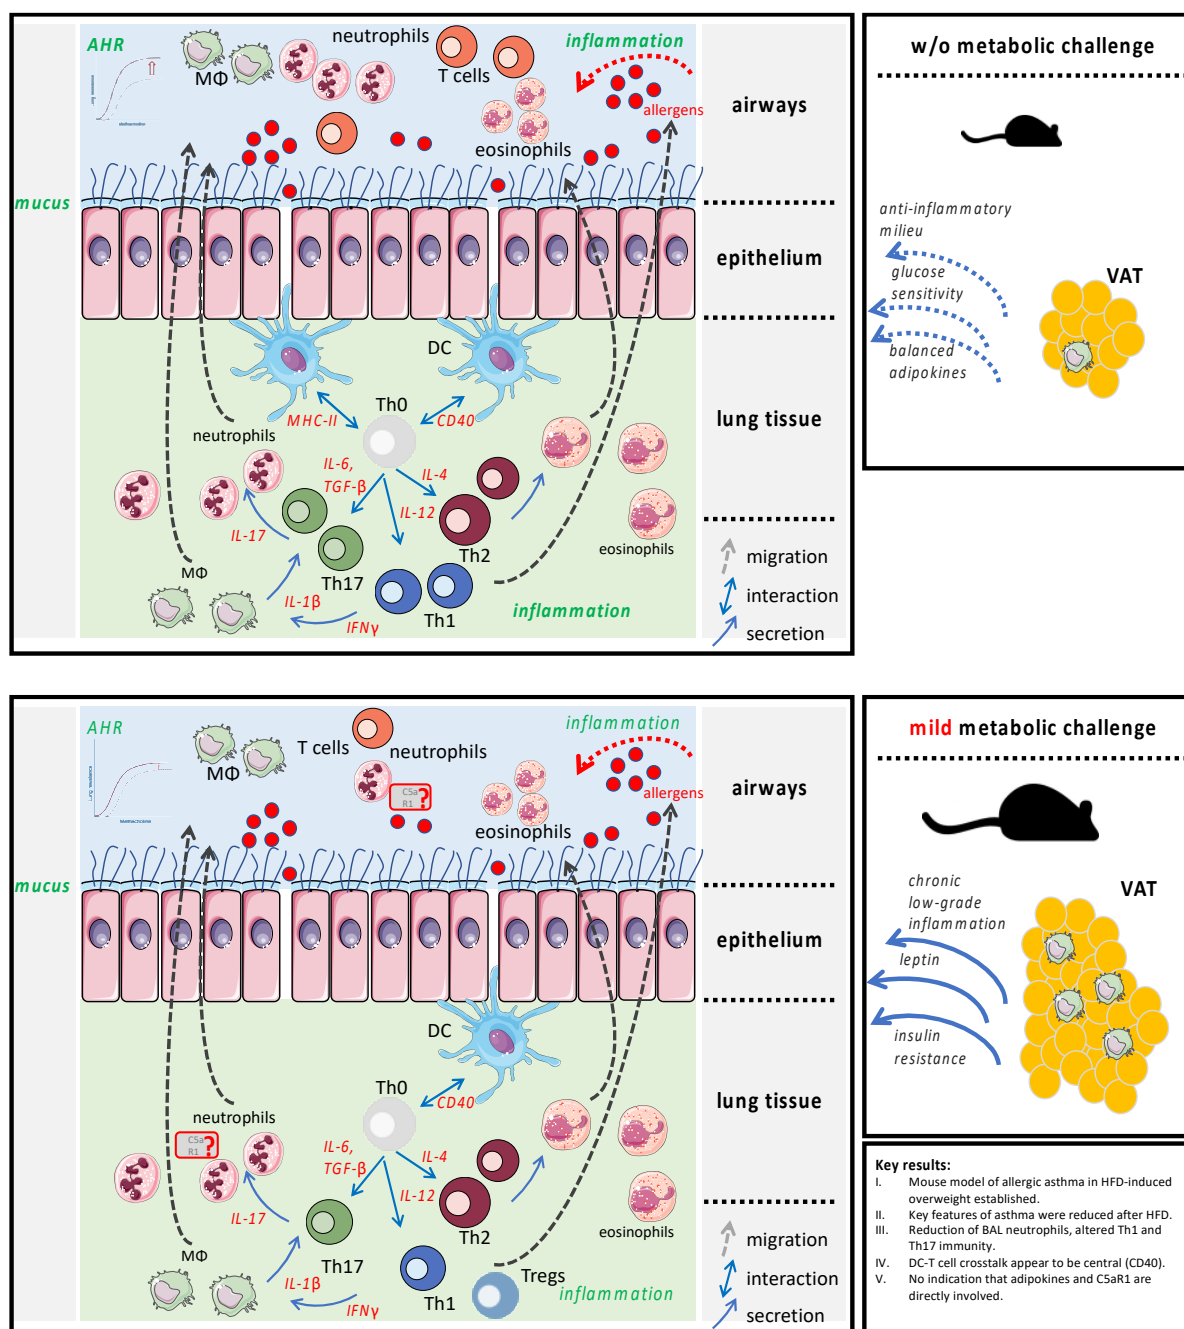 AHR
MΦ
neutrophils
T cells
inflammation
allergens
eosinophils
airways
mucus
epithelium
DC
lung tissue
Th0
MHC-II
CD40
neutrophils
IL-6,
TGF-β
IL-4
IL-12
IL-17
Th17
Th2
eosinophils
MΦ
IL-1β
IFNγ
Th1
inflammation
migration
interaction
secretion
w/o metabolic challenge
anti-inflammatory
milieu
glucose
sensitivity
balanced
adipokines
VAT
AHR
Methacholine
MΦ
T cells
neutrophils
C5a
R1
?
inflammation
allergens
eosinophils
airways
mucus
epithelium
DC
lung tissue
Th0
CD40
neutrophils
C5a
R1
?
IL-6,
TGF-β
IL-4
IL-12
IL-17
Th17
Th2
eosinophils
MΦ
IL-1β
IFNγ
Th1
Tregs
inflammation
migration
interaction
secretion
mild metabolic challenge
chronic
low-grade
inflammation
leptin
insulin
resistance
VAT
Key results:
I. Mouse model of allergic asthma in HFD-induced
overweight established.
II. Key features of asthma were reduced after HFD.
III. Reduction of BAL neutrophils, altered Th1 and
Th17 immunity.
IV. DC-T cell crosstalk appear to be central (CD40).
V. No indication that adipokines and C5aR1 are
directly involved.